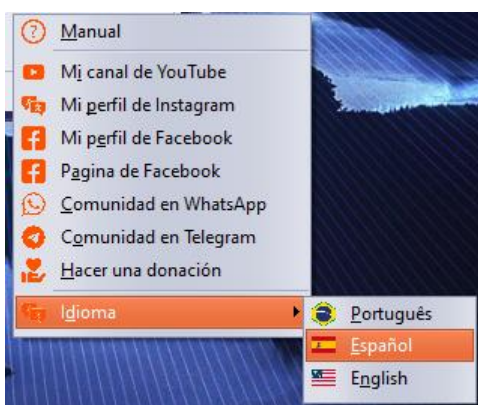 Manual
Mi canal de YouTube
Mi perfil de Instagram
Mi perfil de Facebook
Pagina de Facebook
Comunidad en WhatsApp
Comunidad en Telegram
Hacer una donación
Idioma
Português
Español
English